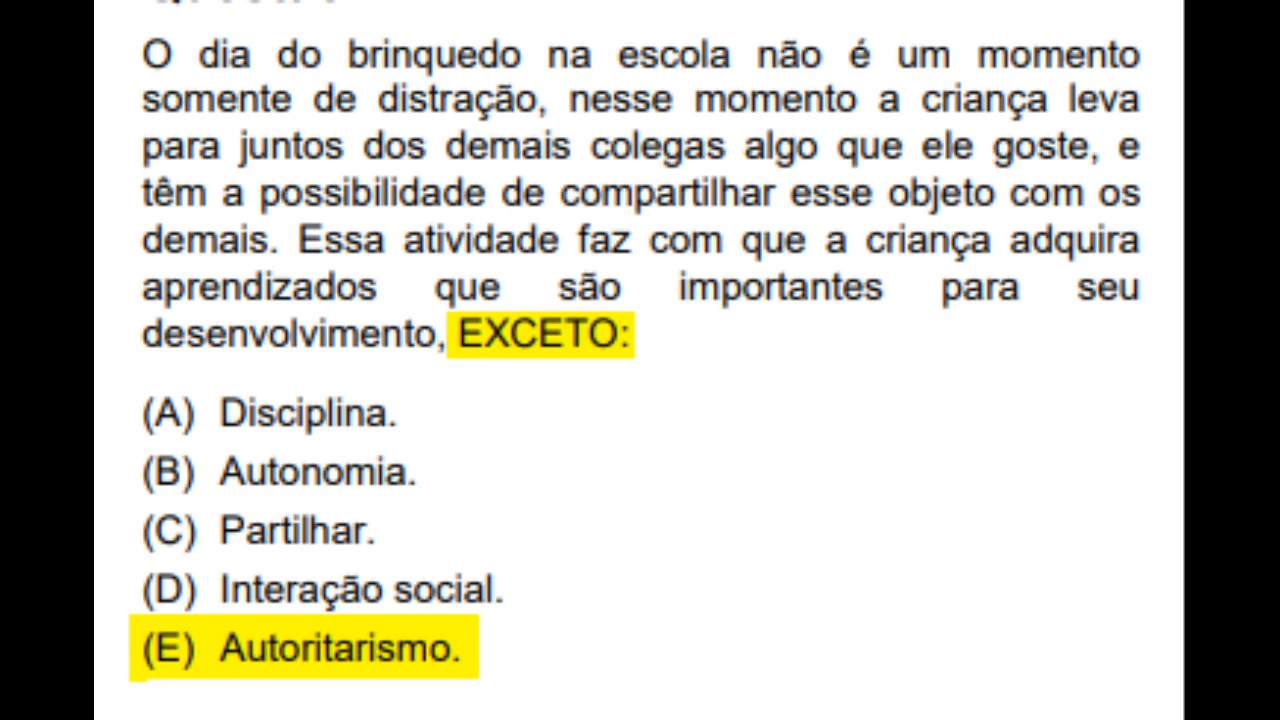 O dia do brinquedo na escola não é um momento
somente de distração, nesse momento a criança leva
para juntos dos demais colegas algo que ele goste, e
têm a possibilidade de compartilhar esse objeto com os
demais. Essa atividade faz com que a criança adquira
aprendizados que são importantes para seu
desenvolvimento, EXCETO:
(A) Disciplina.
(B) Autonomia.
(C) Partilhar.
(D) Interação social.
(E) Autoritarismo.